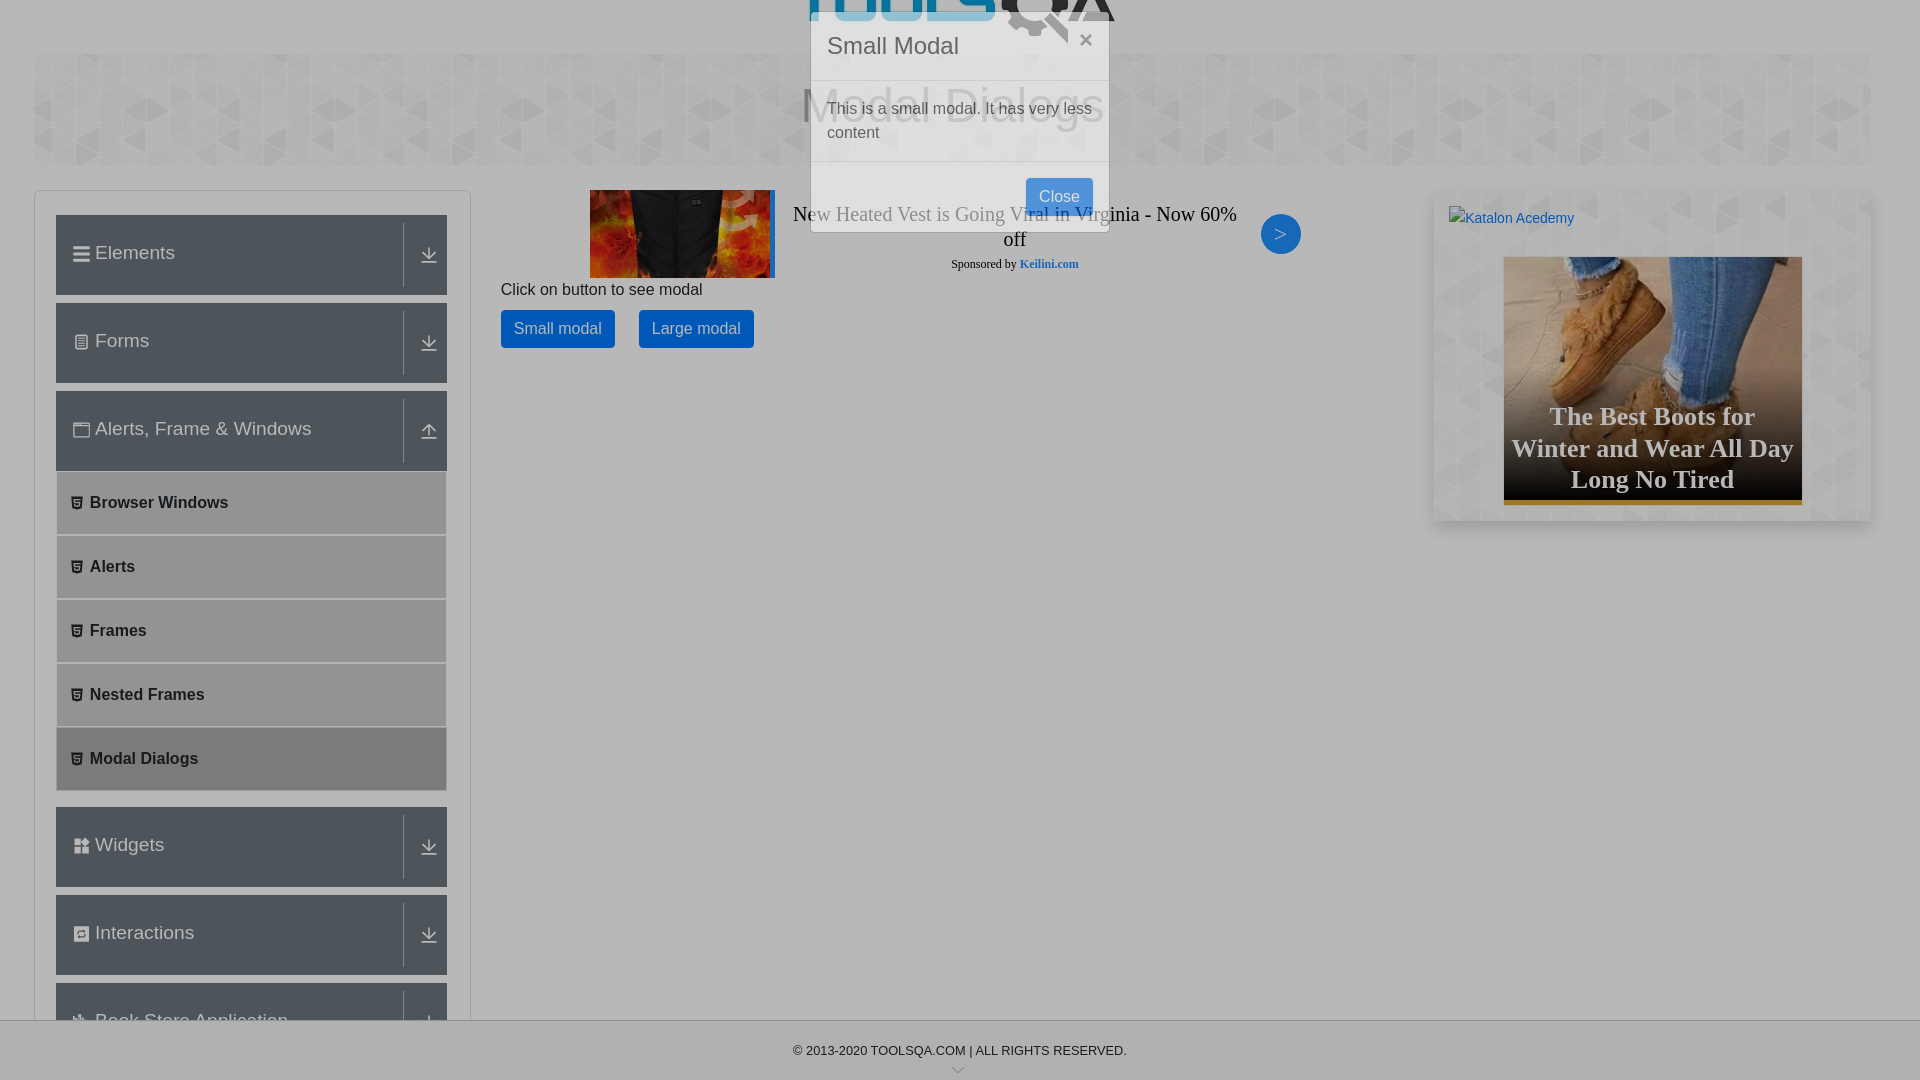 TOOLSQA
Small Modal
×
Modal Dialogs
This is a small modal. It has very less
content
Close
Elements
Forms
Alerts, Frame & Windows
Browser Windows
Alerts
Frames
Nested Frames
Modal Dialogs
Widgets
Interactions
Book Store Application
New Heated Vest is Going Viral in Virginia - Now 60%
off
Sponsored by Keilini.com
>
Click on button to see modal
Small modal
Large modal
Katalon Acedemy
The Best Boots for
Winter and Wear All Day
Long No Tired
© 2013-2020 TOOLSQA.COM | ALL RIGHTS RESERVED.